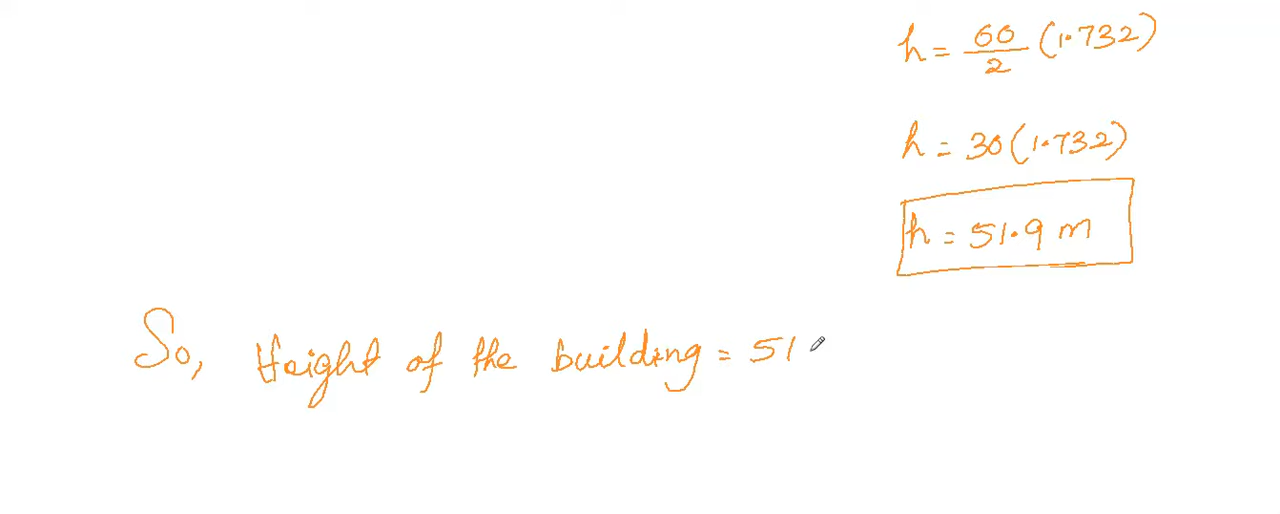 h = 60/2 (1.732)
h = 30(1.732)
h = 51.9 m
So, Height of the building = 51